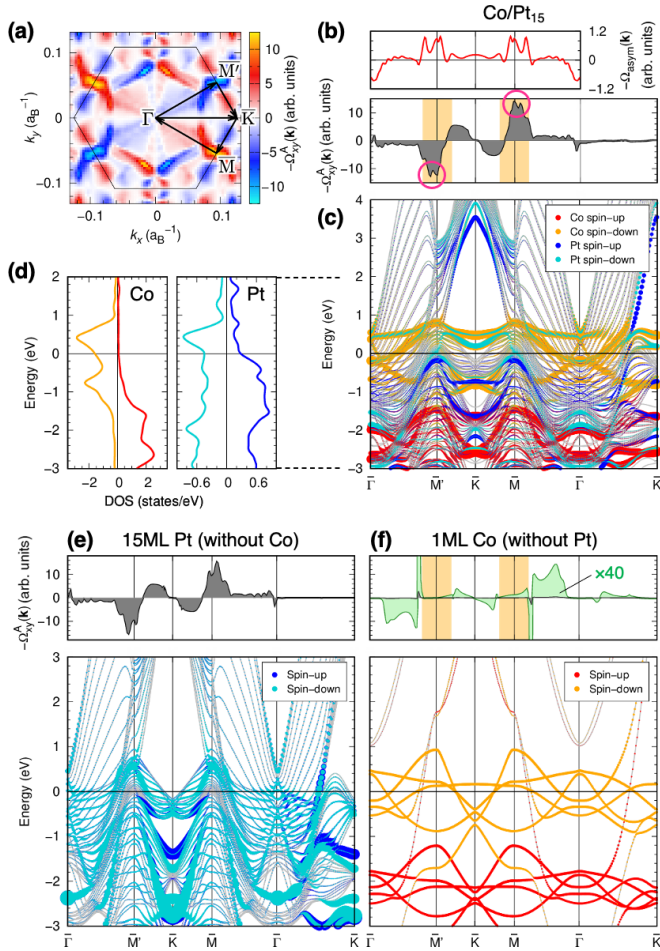 (a)
k_y (a_B^−1)
0.1
0
−0.1
−0.1
0
0.1
k_x (a_B^−1)
M̅′
Γ̅
K̅
M̅
10
5
0
−5
−10
−Ω^A_xy(k) (arb. units)
(b)
Co/Pt₁₅
1.2
0
−1.2
−Ω_asym(k)
(arb. units)
10
0
−10
−Ω^A_xy(k) (arb. units)
(c)
4
3
2
1
0
−1
−2
−3
Energy (eV)
Co spin−up
Co spin−down
Pt spin−up
Pt spin−down
Γ̅
M̅′
K̅
M̅
Γ̅
K̅
(d)
Co
Pt
2
1
0
−1
−2
−3
Energy (eV)
−2
0
2
−0.6
0
0.6
DOS (states/eV)
(e)
15ML Pt (without Co)
10
0
−10
−Ω^A_xy(k) (arb. units)
3
2
1
0
−1
−2
−3
Energy (eV)
Spin−up
Spin−down
Γ̅
M̅′
K̅
M̅
Γ̅
K̅
(f)
1ML Co (without Pt)
×40
Spin−up
Spin−down
Γ̅
M̅′
K̅
M̅
Γ̅
K̅